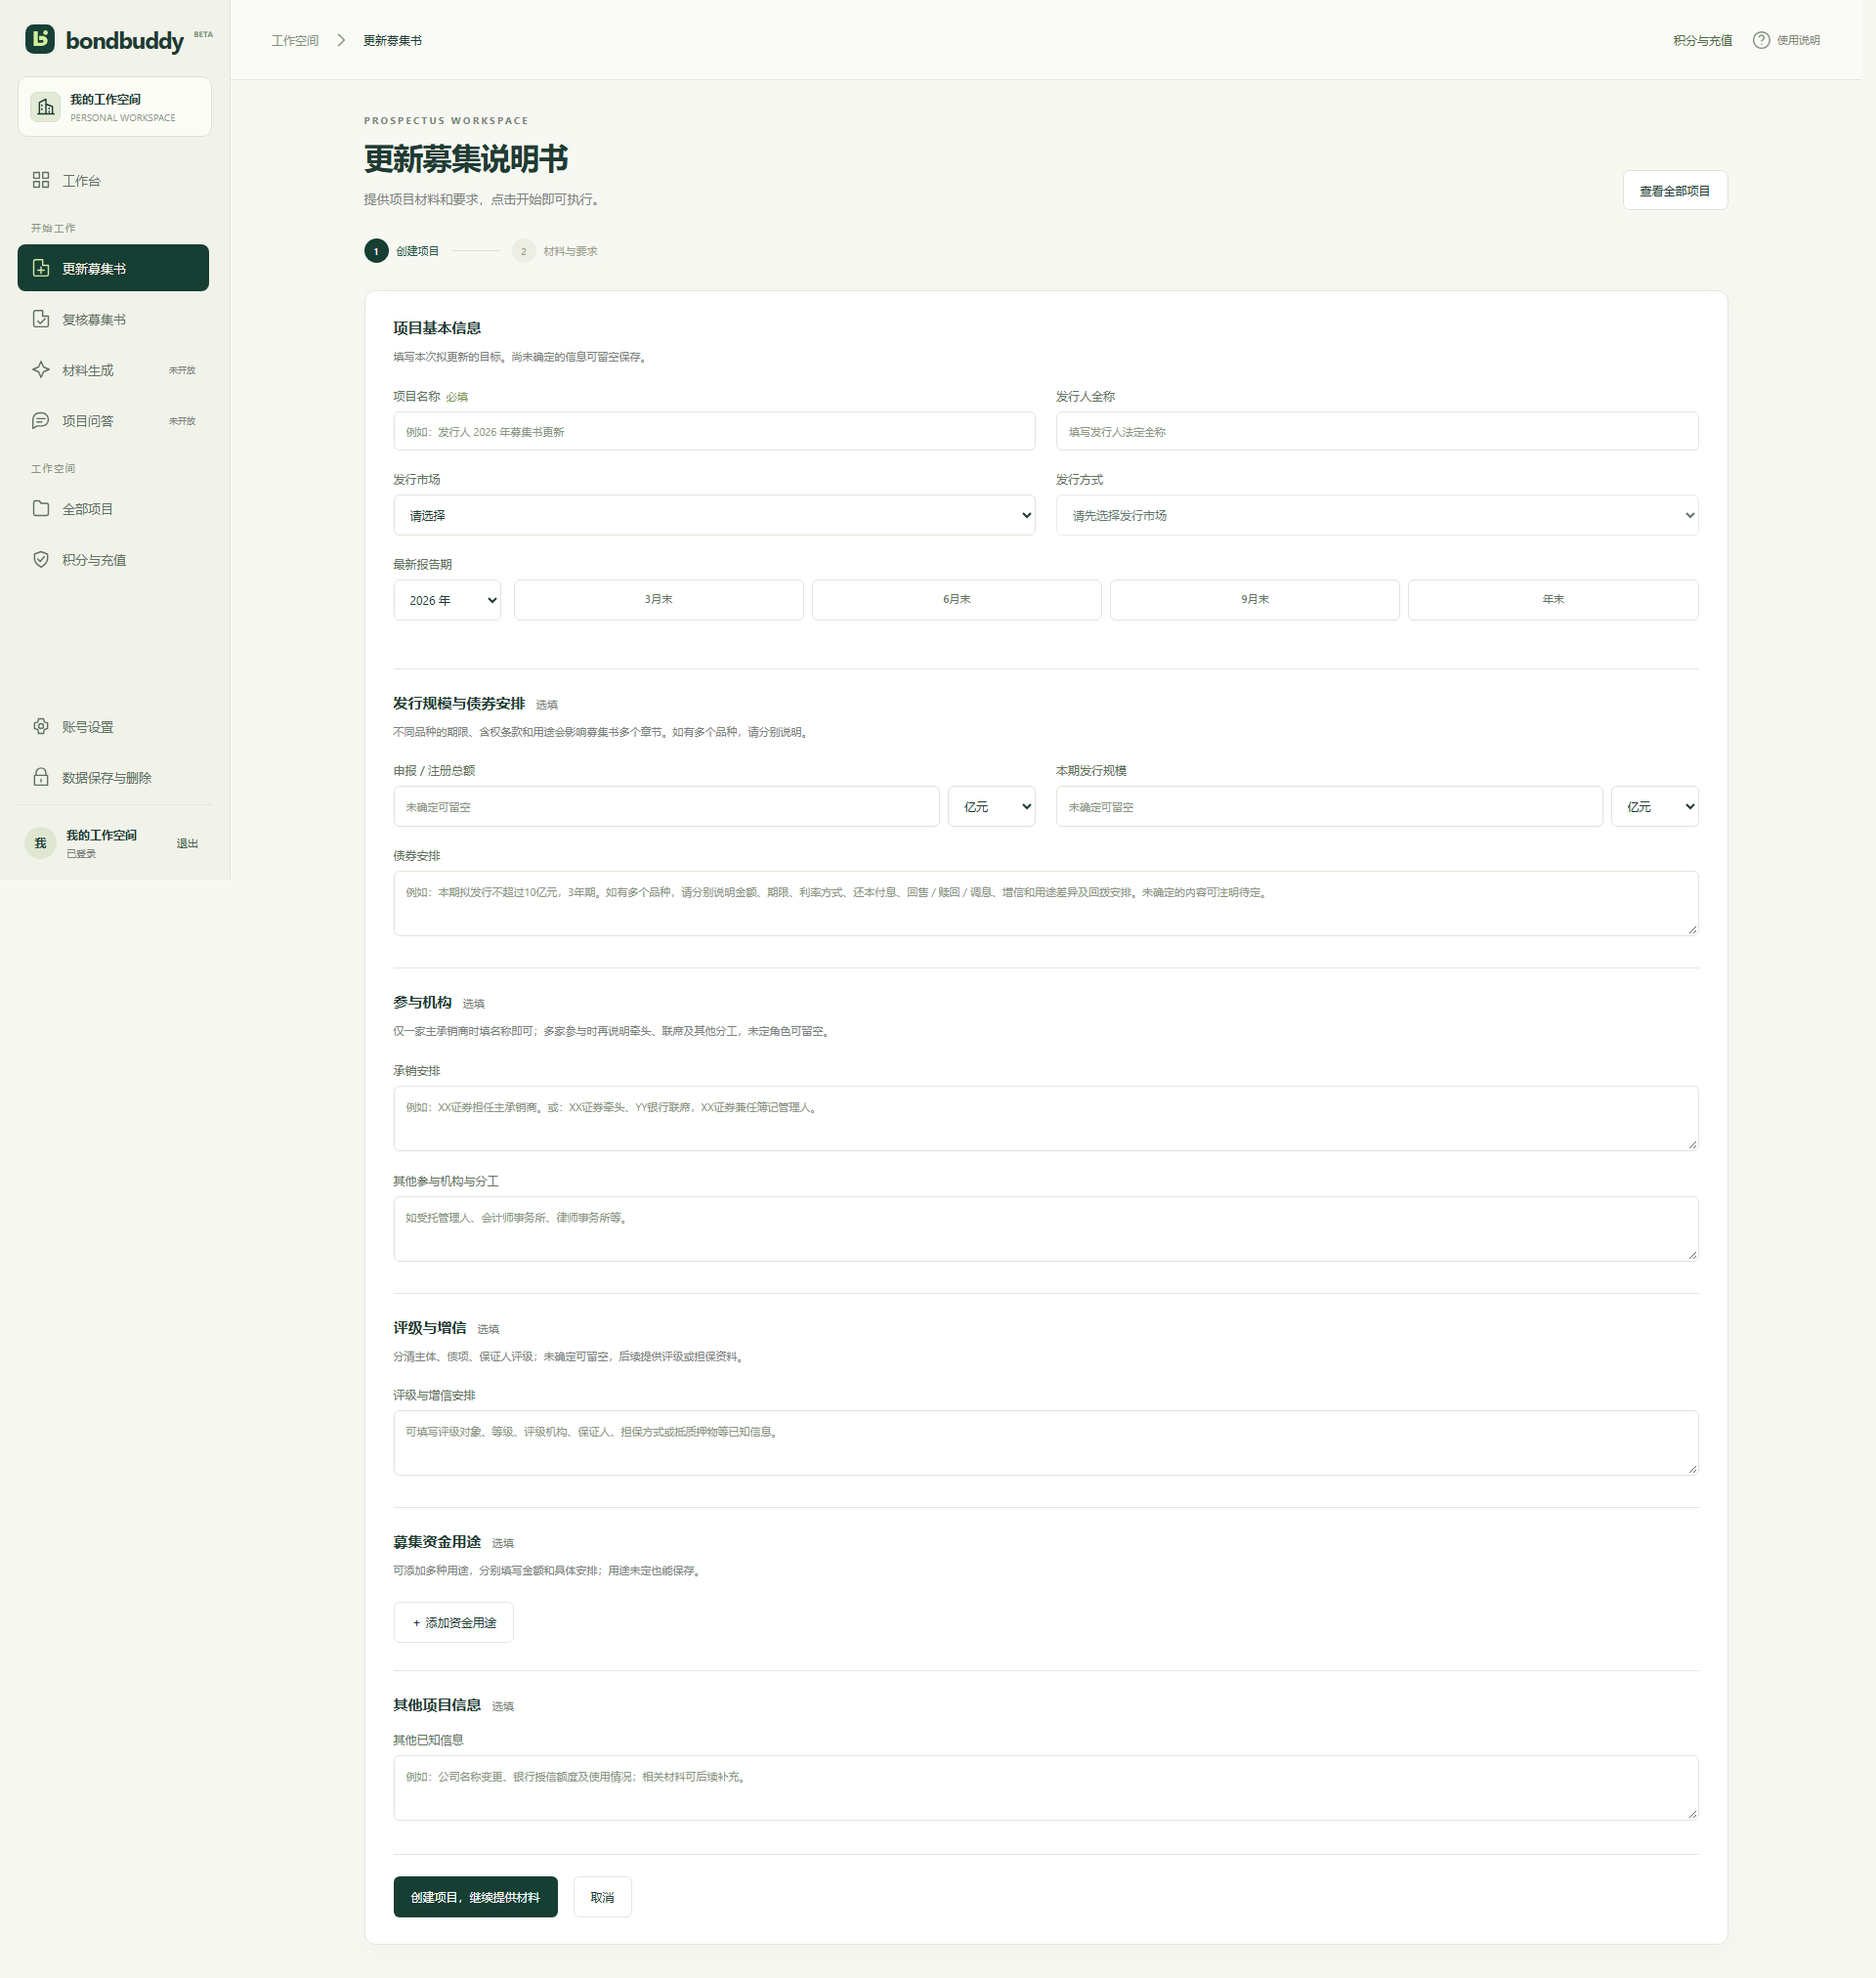 bondbuddy BETA
我的工作空间
PERSONAL WORKSPACE
工作台
开始工作
更新募集书
复核募集书
材料生成 未开放
项目问答 未开放
工作空间
全部项目
积分与充值
账号设置
数据保存与删除
我 我的工作空间
已登录
退出
工作空间 更新募集书
积分与充值 ? 使用说明
PROSPECTUS WORKSPACE
更新募集说明书
提供项目材料和要求，点击开始即可执行。
查看全部项目
1 创建项目 2 材料与要求
项目基本信息
填写本次拟更新的目标。尚未确定的信息可留空保存。
项目名称 必填 发行人全称
例如：发行人 2026 年募集书更新 填写发行人法定全称
发行市场 发行方式
请选择 请先选择发行市场
最新报告期
2026 年 3月末 6月末 9月末 年末
发行规模与债券安排 选填
不同品种的期限、含权条款和用途会影响募集书多个章节。如有多个品种，请分别说明。
申报 / 注册总额 本期发行规模
未确定可留空 亿元 未确定可留空 亿元
债券安排
例如：本期拟发行不超过10亿元，3年期。如有多个品种，请分别说明金额、期限、利率方式、还本付息、回售 / 赎回 / 调息、增信和用途差异及回拨安排。未确定的内容可注明待定。
参与机构 选填
仅一家主承销商时填名称即可；多家参与时再说明牵头、联席及其他分工，未定角色可留空。
承销安排
例如：XX证券担任主承销商。或：XX证券牵头、YY银行联席，XX证券兼任簿记管理人。
其他参与机构与分工
如受托管理人、会计师事务所、律师事务所等。
评级与增信 选填
分清主体、债项、保证人评级；未确定可留空，后续提供评级或担保资料。
评级与增信安排
可填写评级对象、等级、评级机构、保证人、担保方式或抵质押物等已知信息。
募集资金用途 选填
可添加多种用途，分别填写金额和具体安排；用途未定也能保存。
+ 添加资金用途
其他项目信息 选填
其他已知信息
例如：公司名称变更、银行授信额度及使用情况；相关材料可后续补充。
创建项目，继续提供材料 取消